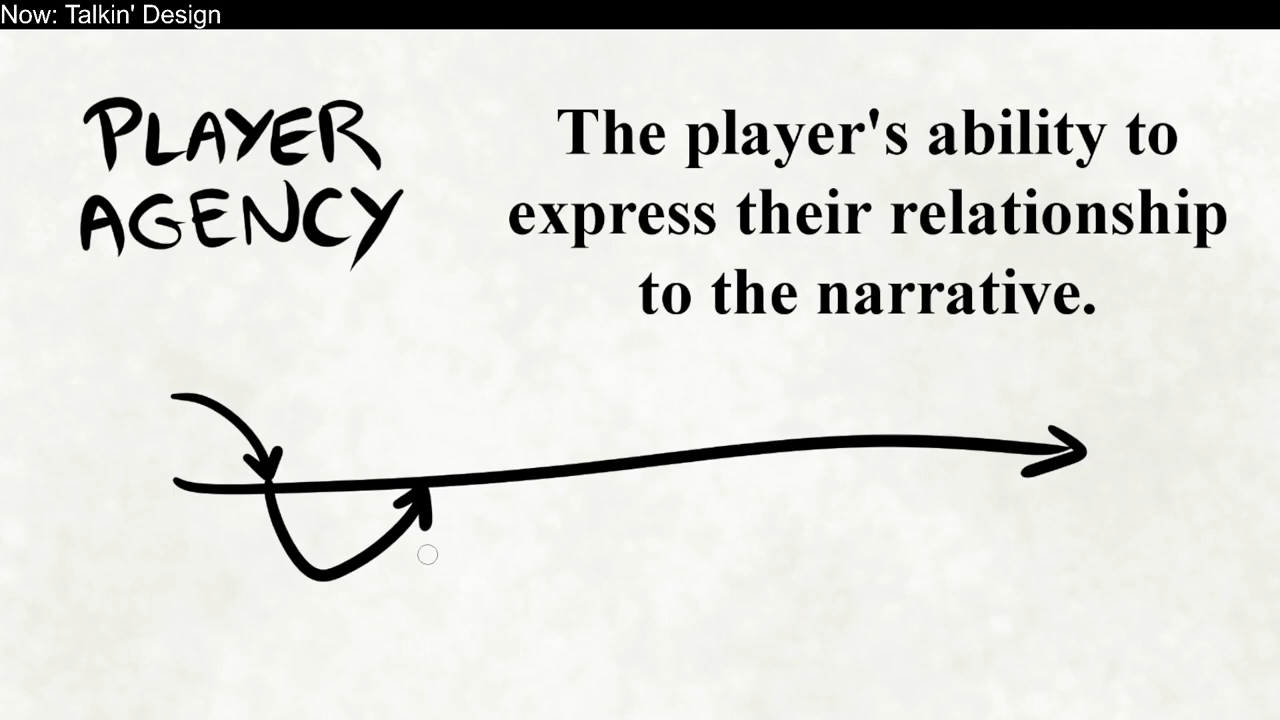 Now: Talkin' Design
PLAYER
AGENCY
The player's ability to
express their relationship
to the narrative.